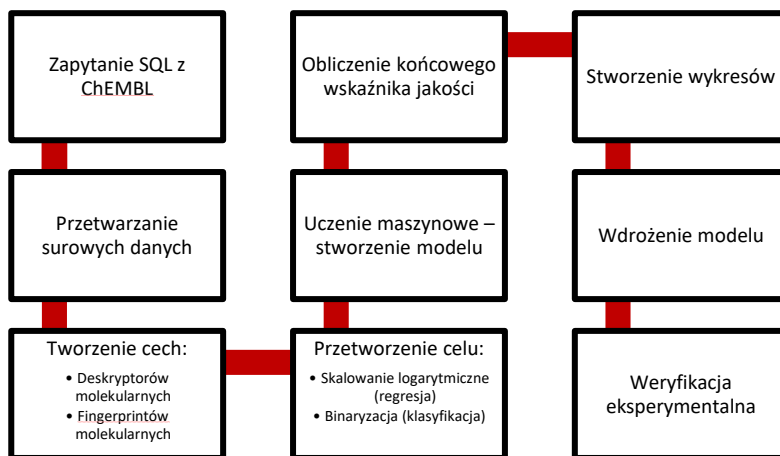 Zapytanie SQL z
ChEMBL
Przetwarzanie
surowych danych
Tworzenie cech:
• Deskryptorów
molekularnych
• Fingerprintów
molekularnych
Przetworzenie celu:
• Skalowanie logarytmiczne
(regresja)
• Binaryzacja (klasyfikacja)
Uczenie maszynowe –
stworzenie modelu
Obliczenie końcowego
wskaźnika jakości
Stworzenie wykresów
Wdrożenie modelu
Weryfikacja
eksperymentalna